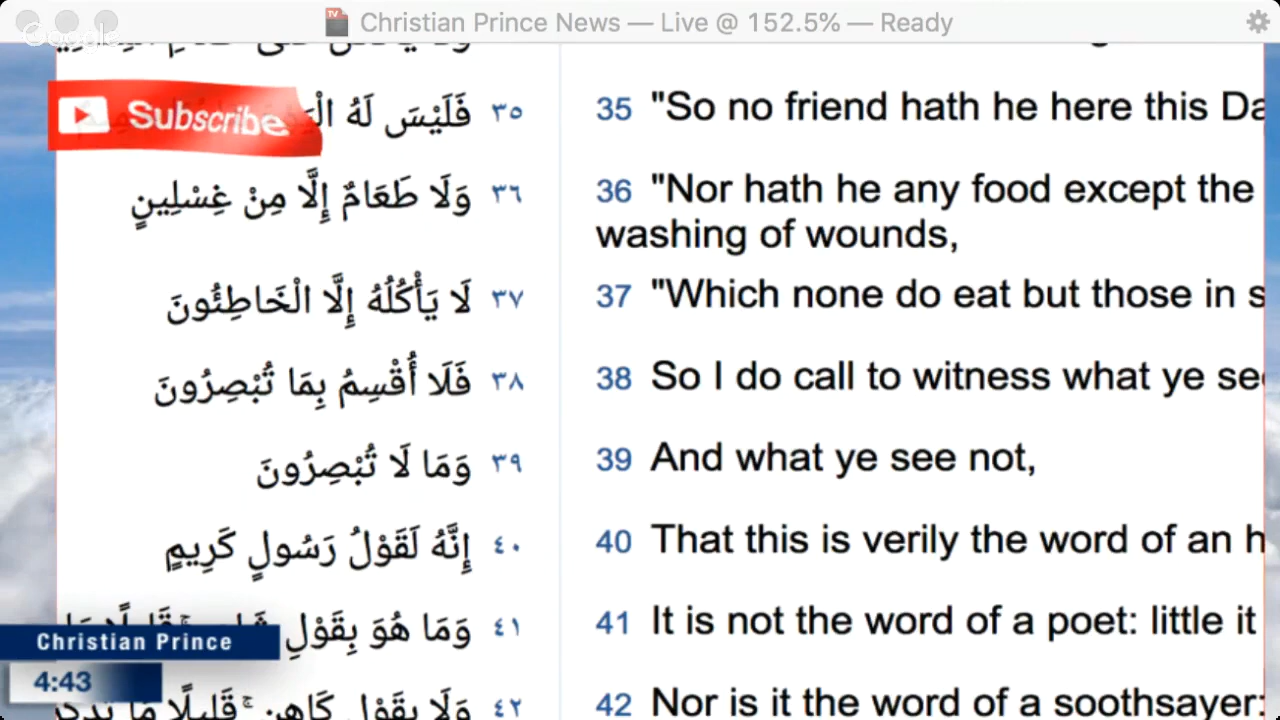 Christian Prince News — Live @ 152.5% — Ready
Google
Subscribe
٣٥ فَلَيْسَ لَهُ
35 "So no friend hath he here this Da
٣٦ وَلَا طَعَامٌ إِلَّا مِنْ غِسْلِينٍ
36 "Nor hath he any food except the
washing of wounds,
٣٧ لَا يَأْكُلُهُ إِلَّا الْخَاطِئُونَ
37 "Which none do eat but those in s
٣٨ فَلَا أُقْسِمُ بِمَا تُبْصِرُونَ
38 So I do call to witness what ye see
٣٩ وَمَا لَا تُبْصِرُونَ
39 And what ye see not,
٤٠ إِنَّهُ لَقَوْلُ رَسُولٍ كَرِيمٍ
40 That this is verily the word of an h
٤١ وَمَا هُوَ بِقَوْلِ
41 It is not the word of a poet: little it
٤٢ وَلَا بِقَوْلِ كَاهِنٍ ۚ قَلِيلًا مَا تَذَكَّر
42 Nor is it the word of a soothsayer:
Christian Prince
4:43